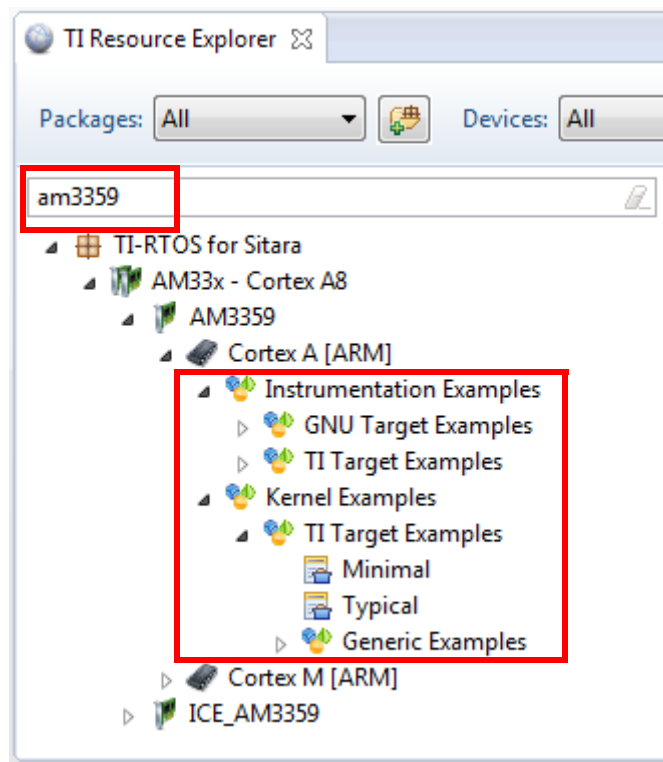 TI Resource Explorer
Packages: All Devices: All
am3359
TI-RTOS for Sitara
AM33x - Cortex A8
AM3359
Cortex A [ARM]
Instrumentation Examples
GNU Target Examples
TI Target Examples
Kernel Examples
TI Target Examples
Minimal
Typical
Generic Examples
Cortex M [ARM]
ICE_AM3359